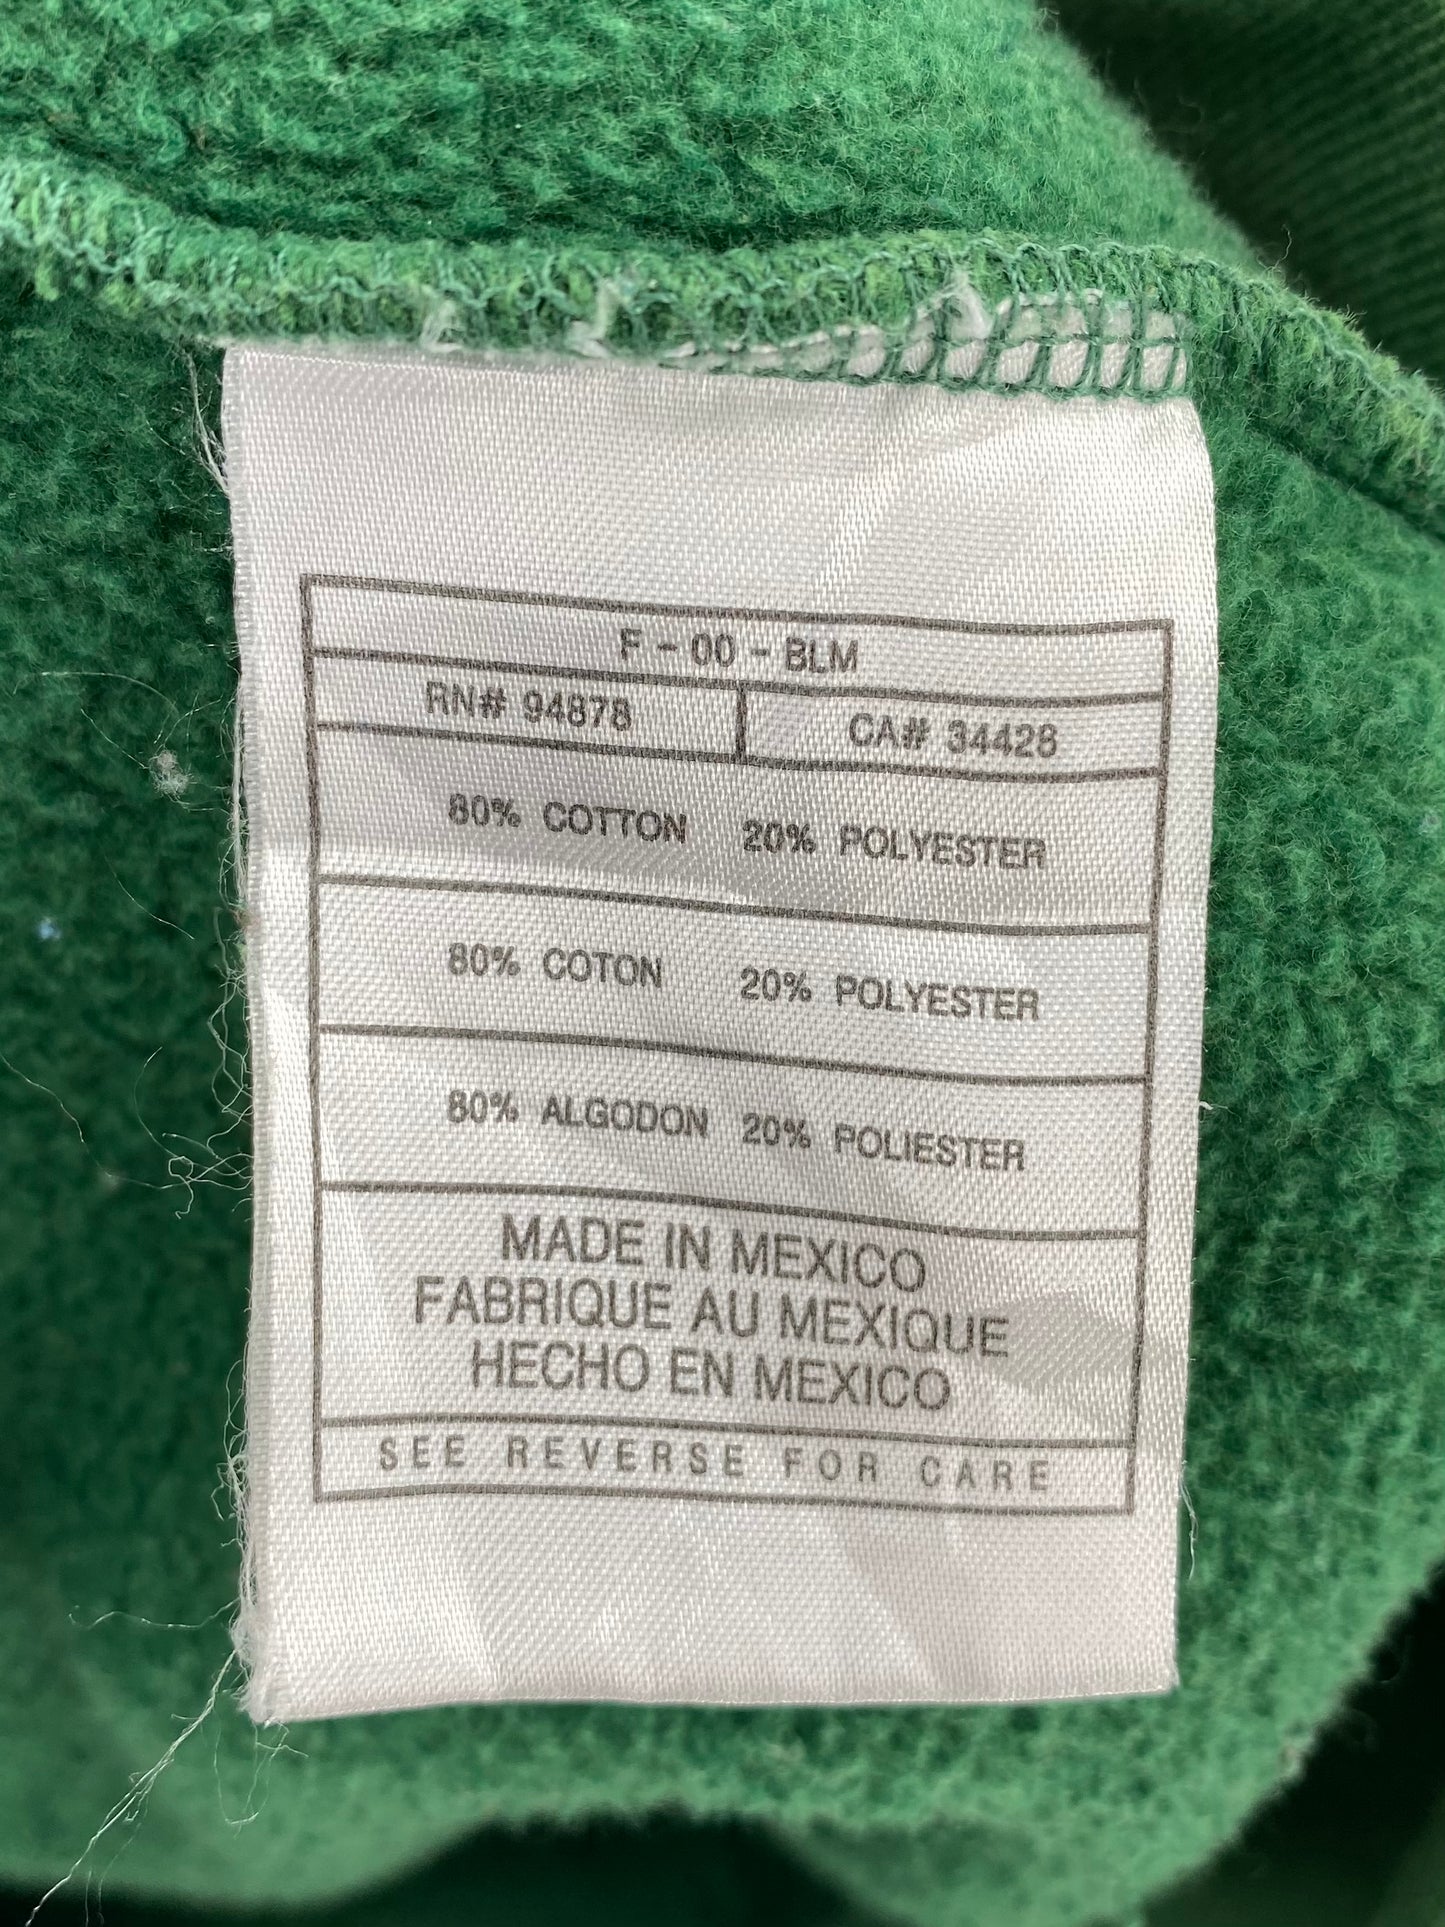 F - 00 - BLM
RN# 94878 CA# 34428
80% COTTON 20% POLYESTER
80% COTON 20% POLYESTER
80% ALGODON 20% POLIESTER
MADE IN MEXICO
FABRIQUE AU MEXIQUE
HECHO EN MEXICO
SEE REVERSE FOR CARE